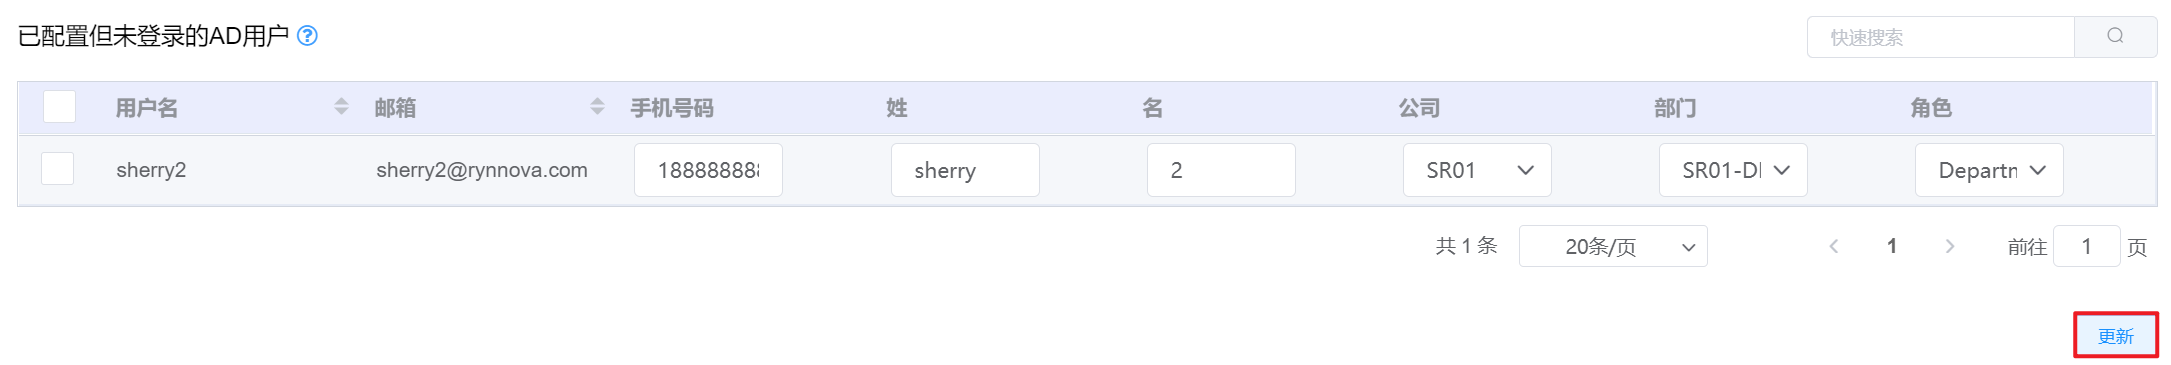 已配置但未登录的AD用户 ?
快速搜索
用户名 邮箱 手机号码 姓 名 公司 部门 角色
sherry2 sherry2@rynnova.com 18888888 sherry 2 SR01 SR01-D Departn
共 1 条 20条/页 1 前往 1 页
更新